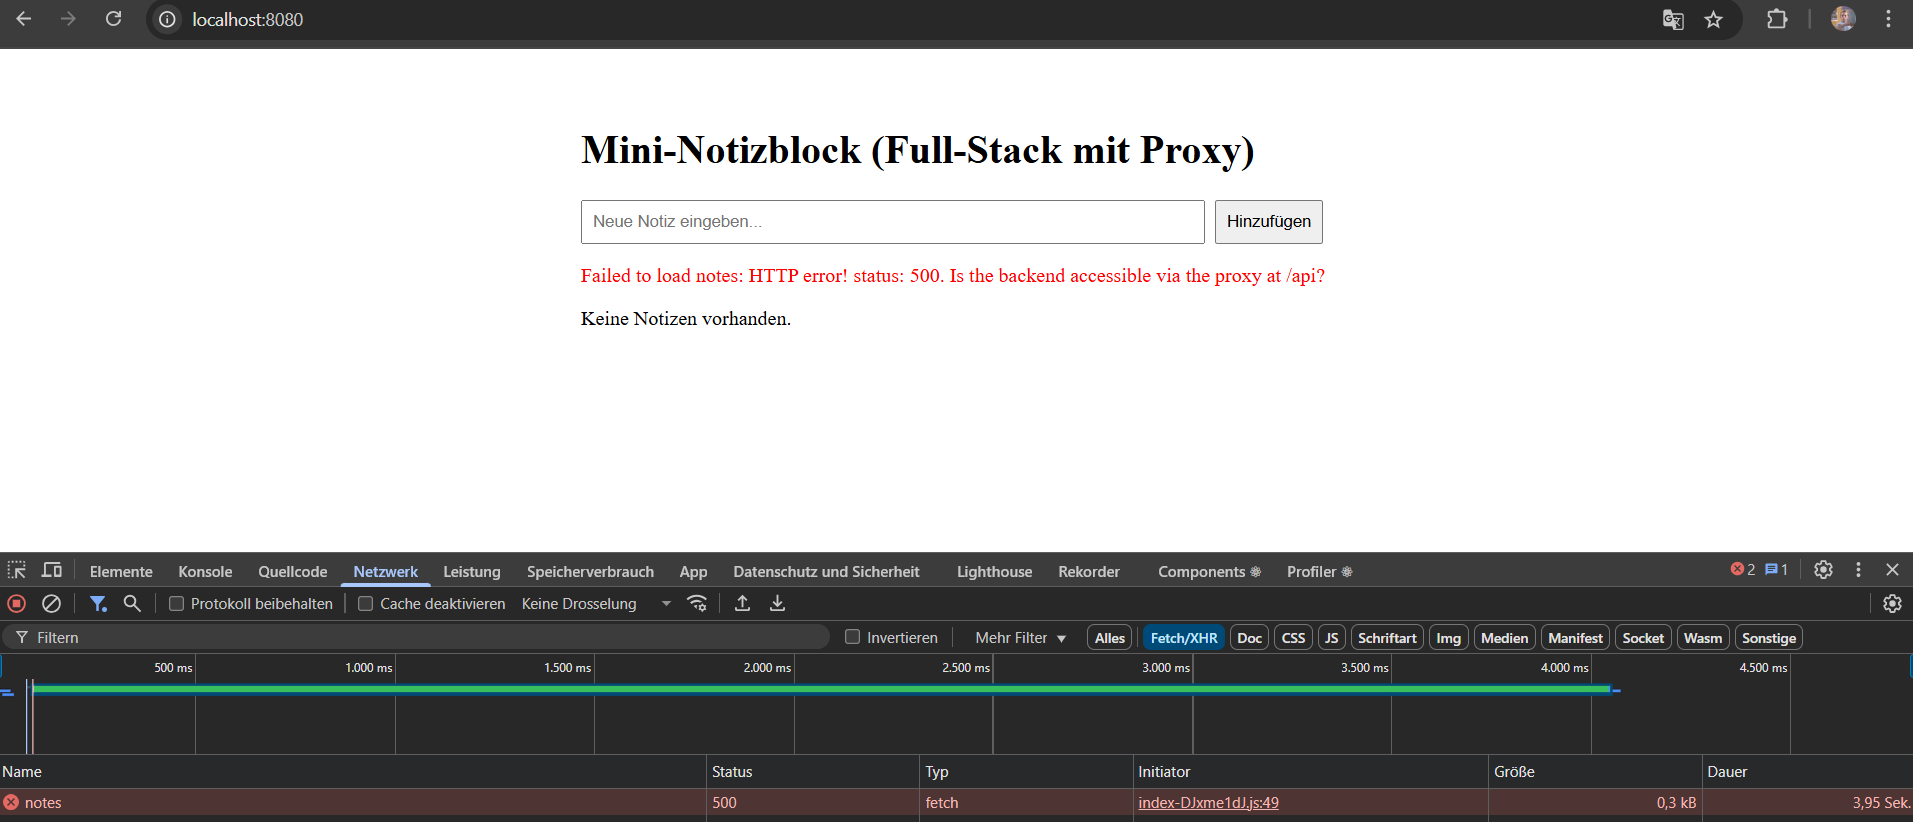 localhost:8080
Mini-Notizblock (Full-Stack mit Proxy)
Neue Notiz eingeben...
Hinzufügen
Failed to load notes: HTTP error! status: 500. Is the backend accessible via the proxy at /api?
Keine Notizen vorhanden.
Elemente Konsole Quellcode Netzwerk Leistung Speicherverbrauch App Datenschutz und Sicherheit Lighthouse Rekorder Components Profiler 2 1
Protokoll beibehalten Cache deaktivieren Keine Drosselung
Filtern Invertieren Mehr Filter Alles Fetch/XHR Doc CSS JS Schriftart Img Medien Manifest Socket Wasm Sonstige
500 ms 1.000 ms 1.500 ms 2.000 ms 2.500 ms 3.000 ms 3.500 ms 4.000 ms 4.500 ms
Name Status Typ Initiator Größe Dauer
notes 500 fetch index-DJxme1dJ.js:49 0,3 kB 3,95 Sek.